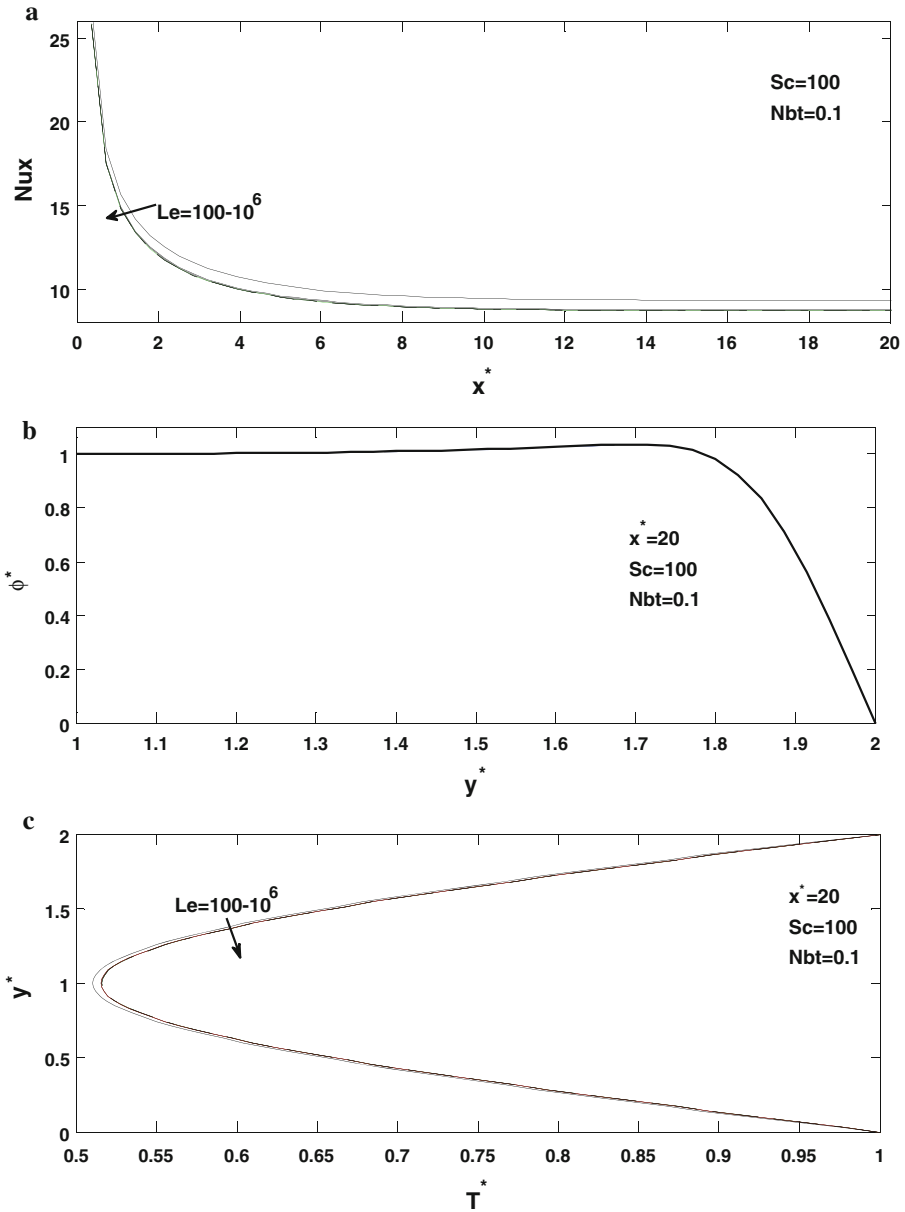 a
25
20
15
10
Nux
Sc=100
Nbt=0.1
Le=100-10^6
0 2 4 6 8 10 12 14 16 18 20
x*
b
1
0.8
0.6
0.4
0.2
0
ϕ*
x*=20
Sc=100
Nbt=0.1
1 1.1 1.2 1.3 1.4 1.5 1.6 1.7 1.8 1.9 2
y*
c
2
1.5
1
0.5
0
y*
Le=100-10^6
x*=20
Sc=100
Nbt=0.1
0.5 0.55 0.6 0.65 0.7 0.75 0.8 0.85 0.9 0.95 1
T*